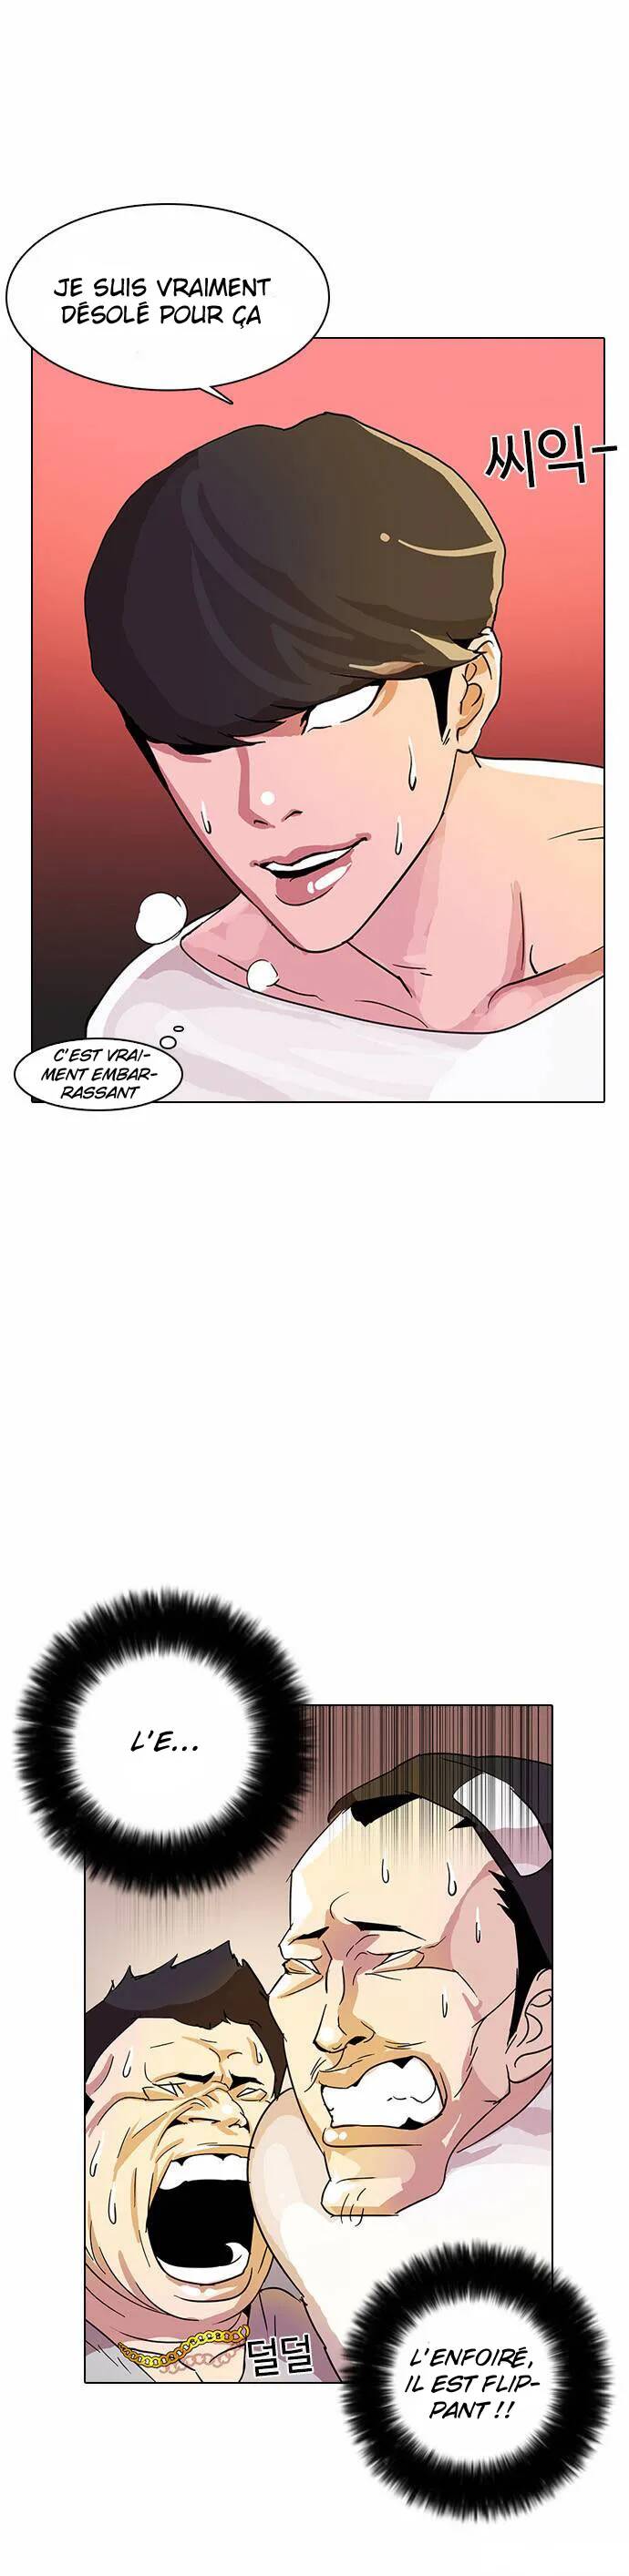 JE SUIS VRAIMENT
DÉSOLÉ POUR ÇA
씨익-
C'EST VRAI-
MENT EMBAR-
RASSANT
L'E...
덜덜
L'ENFOIRÉ,
IL EST FLIP-
PANT !!